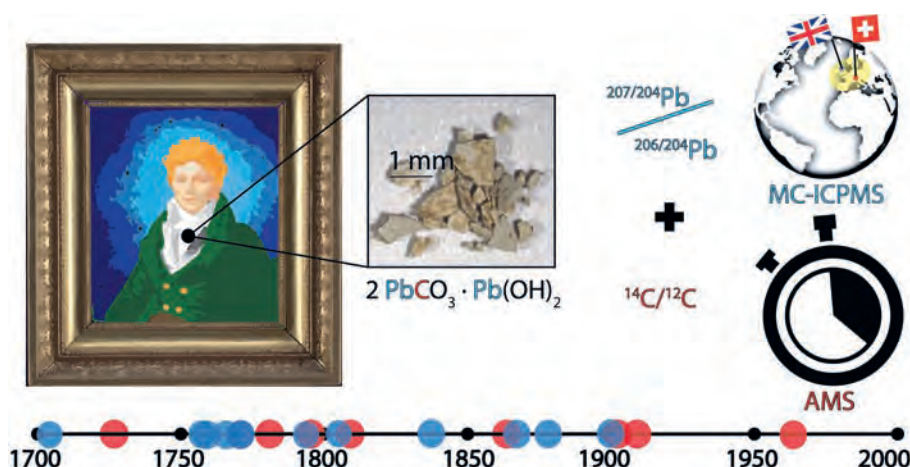 207/204Pb
206/204Pb
MC-ICPMS
1 mm
2 PbCO3 · Pb(OH)2
14C/12C
AMS
1700 1750 1800 1850 1900 1950 2000